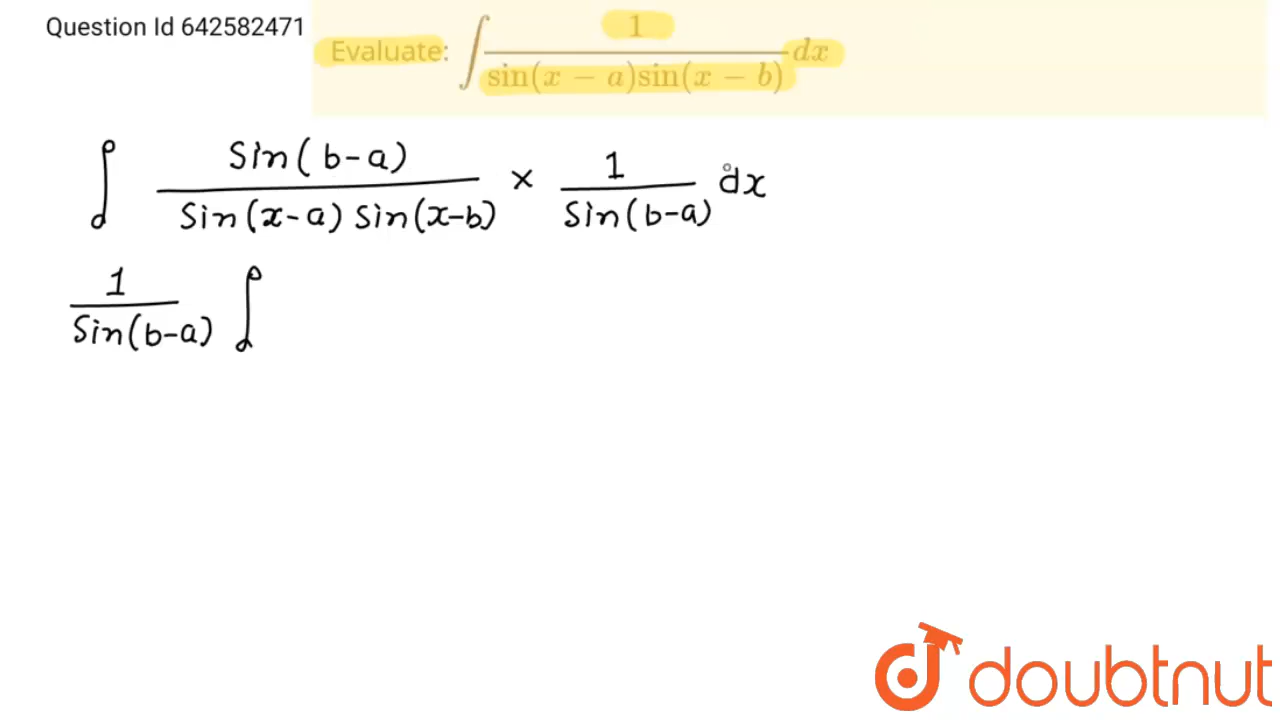 Question Id 642582471
Evaluate: ∫ 1/(sin(x − a)sin(x − b)) dx
∫ Sin(b-a)/(Sin(x-a) Sin(x-b)) × 1/(Sin(b-a)) dx
1/(Sin(b-a)) ∫
doubtnut